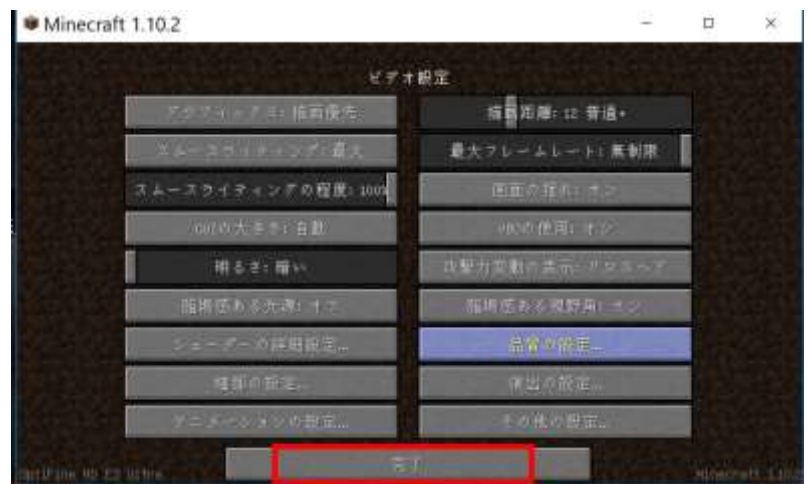 Minecraft 1.10.2
ビデオ設定
グラフィックス: 描画優先
描画距離: 12 普通+
スムースライティング: 最大
最大フレームレート: 無制限
スムースライティングの程度: 100%
画面の揺れ: オン
GUIの大きさ: 自動
VBOの使用: オン
明るさ: 暗い
攻撃力変動の表示: クロスヘア
臨場感ある光源: オフ
臨場感ある視野角: オン
シェーダーの詳細設定...
品質の設定...
細部の設定...
演出の設定...
アニメーションの設定...
その他の設定...
完了
OptiFine HD Ultra
Minecraft 1.10.2